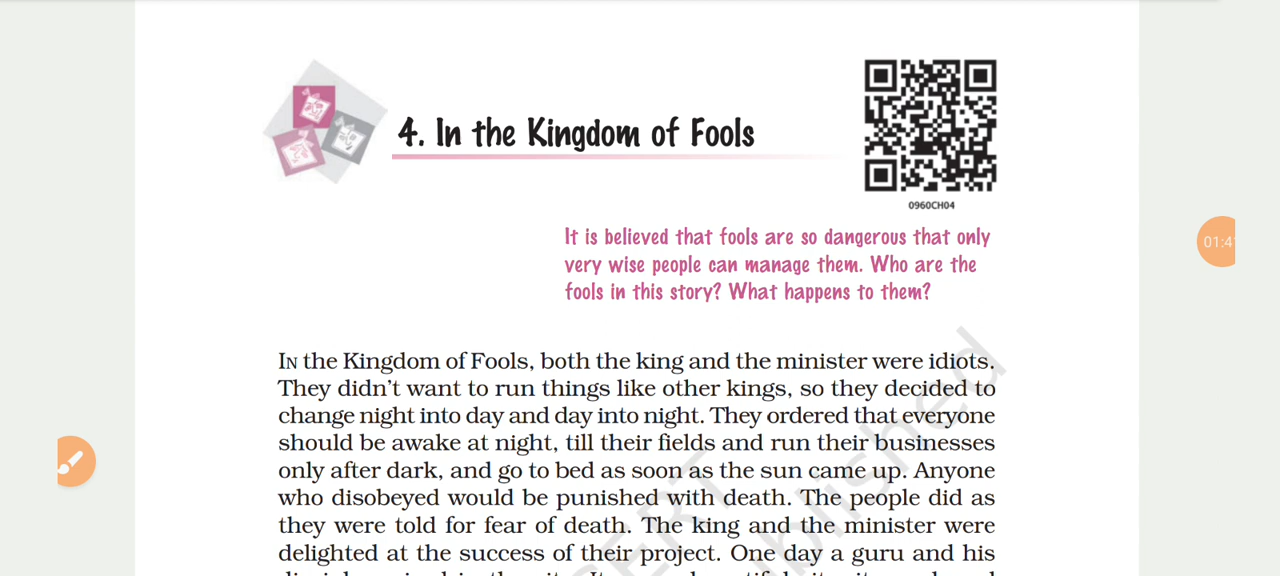 4. In the Kingdom of Fools
0960CH04
It is believed that fools are so dangerous that only
very wise people can manage them. Who are the
fools in this story? What happens to them?
01:4
IN the Kingdom of Fools, both the king and the minister were idiots.
They didn't want to run things like other kings, so they decided to
change night into day and day into night. They ordered that everyone
should be awake at night, till their fields and run their businesses
only after dark, and go to bed as soon as the sun came up. Anyone
who disobeyed would be punished with death. The people did as
they were told for fear of death. The king and the minister were
delighted at the success of their project. One day a guru and his